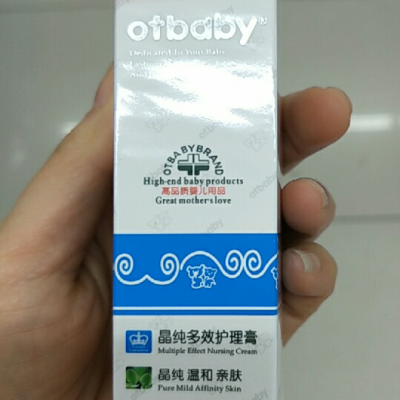 otbaby®
Dedicated To Your Baby
OTBABYBRAND
High-end baby products
高品质婴儿用品
Great mother's love
晶纯多效护理膏
Multiple Effect Nursing Cream
晶纯 温和 亲肤
Pure Mild Affinity Skin